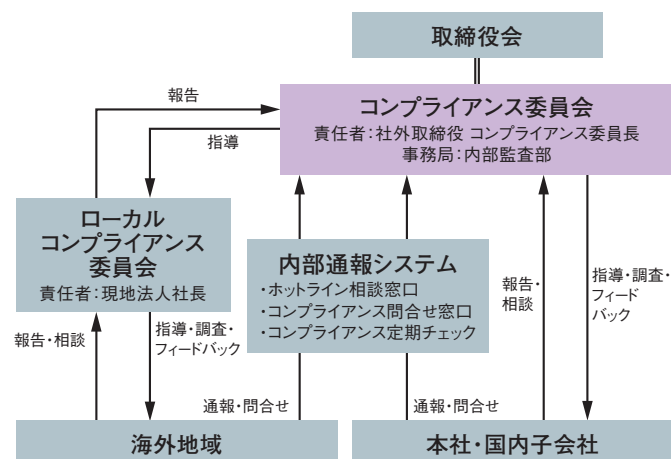 取締役会
コンプライアンス委員会
責任者：社外取締役 コンプライアンス委員長
事務局：内部監査部
報告
指導
ローカル
コンプライアンス
委員会
責任者：現地法人社長
内部通報システム
・ホットライン相談窓口
・コンプライアンス問合せ窓口
・コンプライアンス定期チェック
報告・
相談
指導・調査・
フィード
バック
報告・相談
指導・調査・
フィードバック
通報・問合せ
通報・問合せ
海外地域
本社・国内子会社